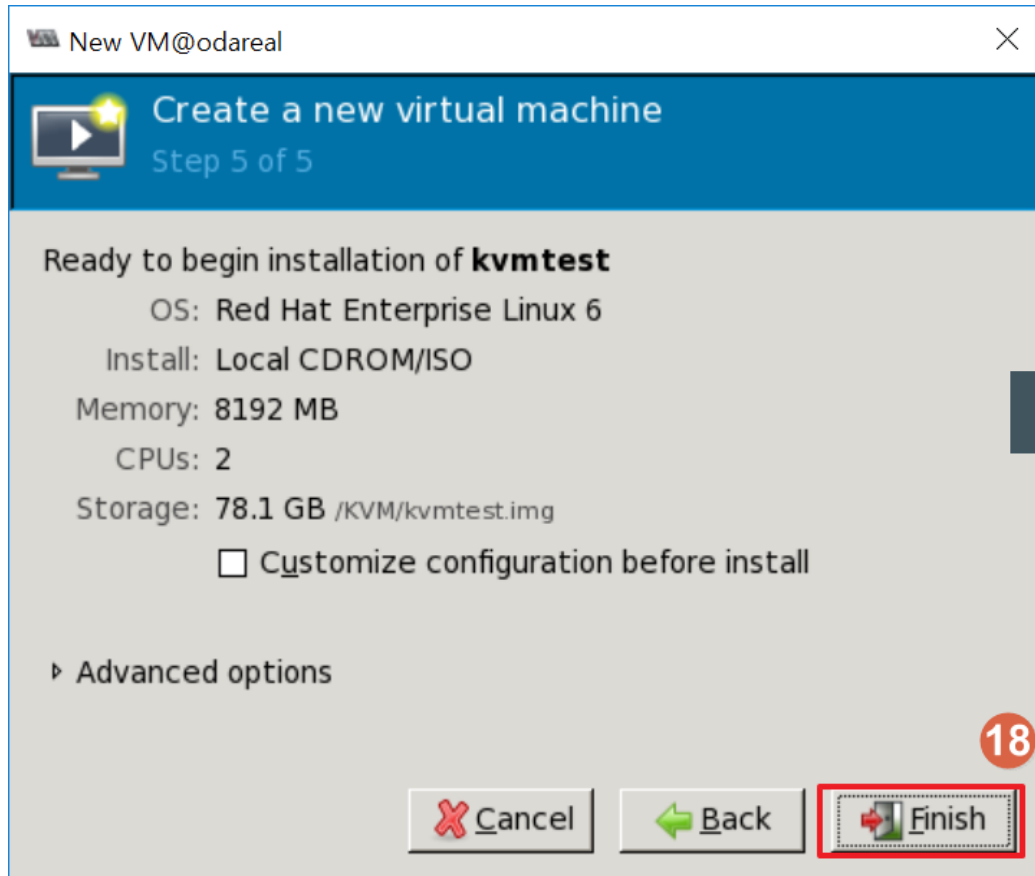 New VM@odareal
Create a new virtual machine
Step 5 of 5
Ready to begin installation of kvmtest
OS: Red Hat Enterprise Linux 6
Install: Local CDROM/ISO
Memory: 8192 MB
CPUs: 2
Storage: 78.1 GB /KVM/kvmtest.img
Customize configuration before install
Advanced options
18
Cancel Back Finish